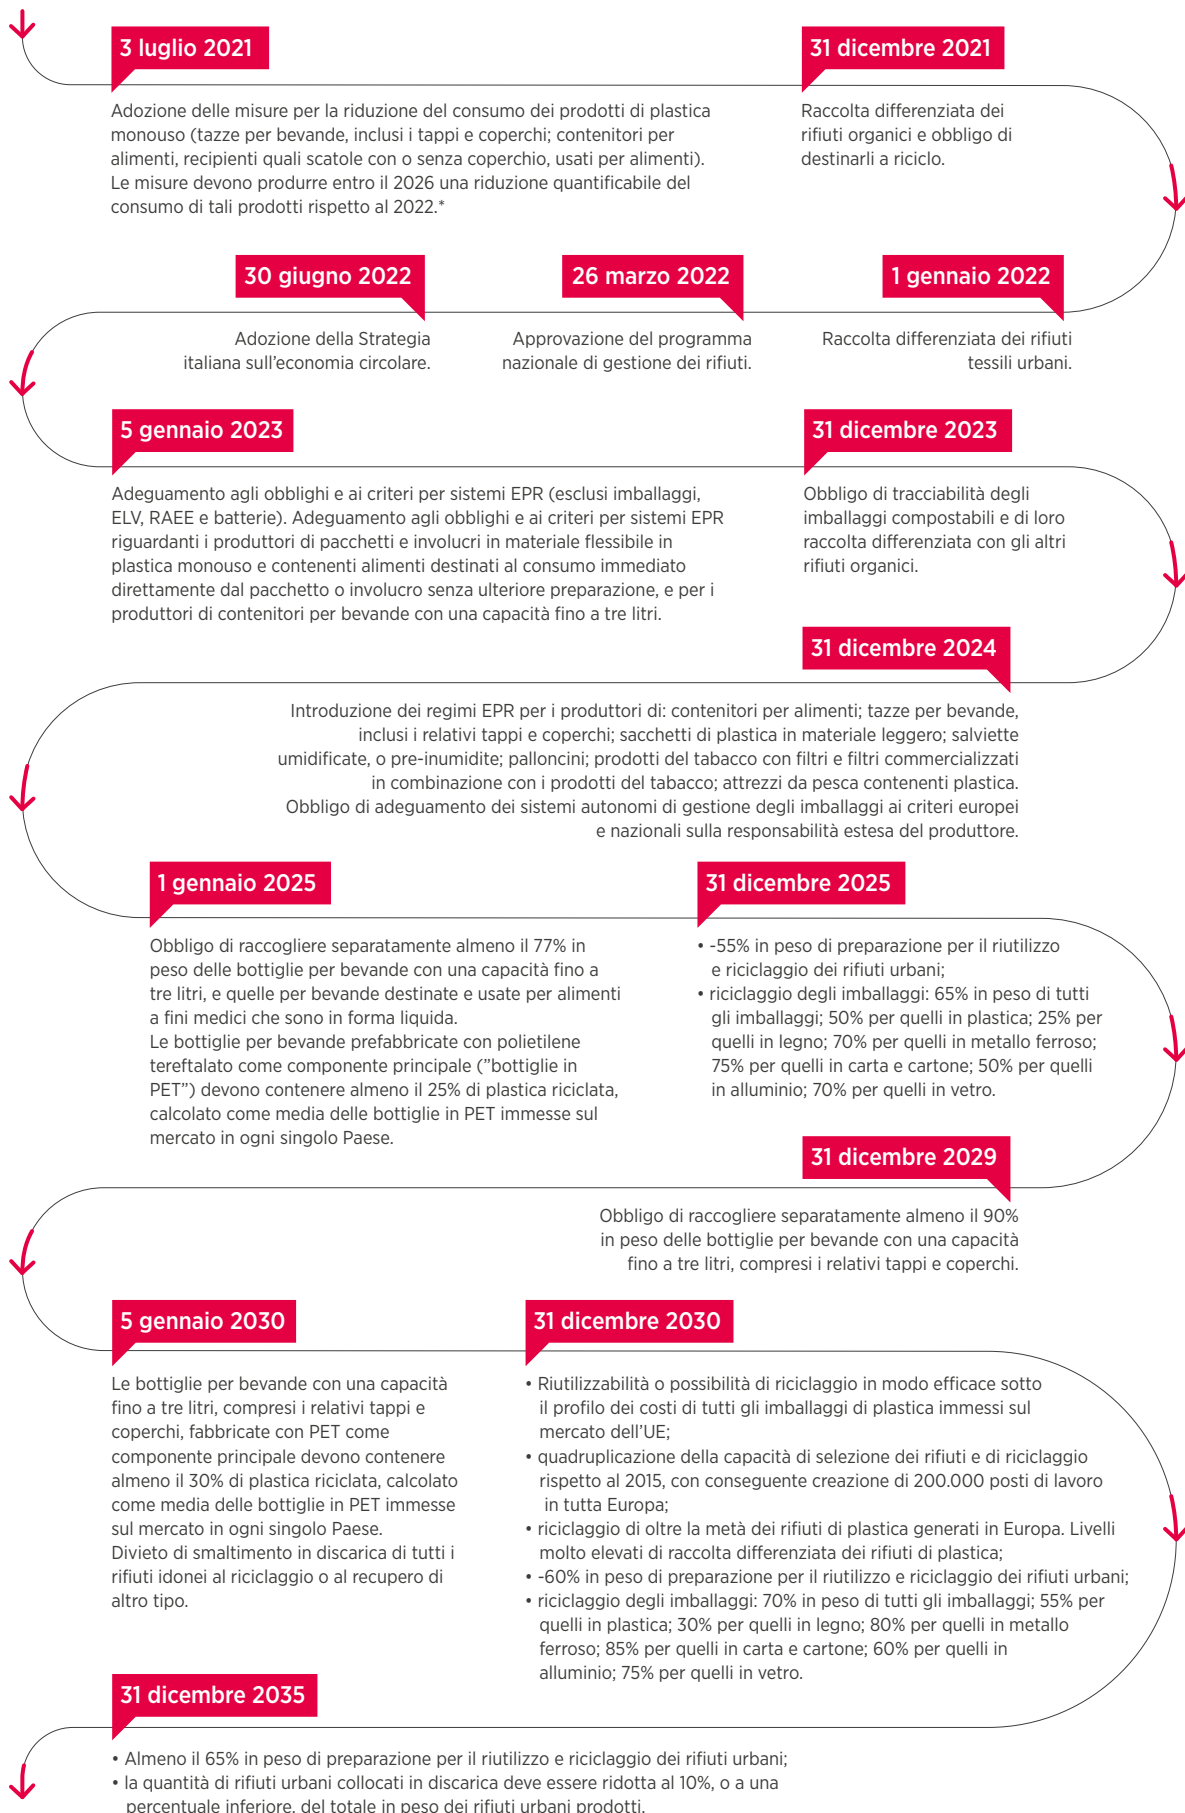 3 luglio 2021
Adozione delle misure per la riduzione del consumo dei prodotti di plastica
monouso (tazze per bevande, inclusi i tappi e coperchi; contenitori per
alimenti, recipienti quali scatole con o senza coperchio, usati per alimenti).
Le misure devono produrre entro il 2026 una riduzione quantificabile del
consumo di tali prodotti rispetto al 2022.*
31 dicembre 2021
Raccolta differenziata dei
rifiuti organici e obbligo di
destinarli a riciclo.
1 gennaio 2022
Raccolta differenziata dei rifiuti
tessili urbani.
26 marzo 2022
Approvazione del programma
nazionale di gestione dei rifiuti.
30 giugno 2022
Adozione della Strategia
italiana sull'economia circolare.
5 gennaio 2023
Adeguamento agli obblighi e ai criteri per sistemi EPR (esclusi imballaggi,
ELV, RAEE e batterie). Adeguamento agli obblighi e ai criteri per sistemi EPR
riguardanti i produttori di pacchetti e involucri in materiale flessibile in
plastica monouso e contenenti alimenti destinati al consumo immediato
direttamente dal pacchetto o involucro senza ulteriore preparazione, e per i
produttori di contenitori per bevande con una capacità fino a tre litri.
31 dicembre 2023
Obbligo di tracciabilità degli
imballaggi compostabili e di loro
raccolta differenziata con gli altri
rifiuti organici.
31 dicembre 2024
Introduzione dei regimi EPR per i produttori di: contenitori per alimenti; tazze per bevande,
inclusi i relativi tappi e coperchi; sacchetti di plastica in materiale leggero; salviette
umidificate, o pre-inumidite; palloncini; prodotti del tabacco con filtri e filtri commercializzati
in combinazione con i prodotti del tabacco; attrezzi da pesca contenenti plastica.
Obbligo di adeguamento dei sistemi autonomi di gestione degli imballaggi ai criteri europei
e nazionali sulla responsabilità estesa del produttore.
1 gennaio 2025
Obbligo di raccogliere separatamente almeno il 77% in
peso delle bottiglie per bevande con una capacità fino a
tre litri, e quelle per bevande destinate e usate per alimenti
a fini medici che sono in forma liquida.
Le bottiglie per bevande prefabbricate con polietilene
tereftalato come componente principale (”bottiglie in
PET”) devono contenere almeno il 25% di plastica riciclata,
calcolato come media delle bottiglie in PET immesse sul
mercato in ogni singolo Paese.
31 dicembre 2025
• -55% in peso di preparazione per il riutilizzo
e riciclaggio dei rifiuti urbani;
• riciclaggio degli imballaggi: 65% in peso di tutti
gli imballaggi; 50% per quelli in plastica; 25% per
quelli in legno; 70% per quelli in metallo ferroso;
75% per quelli in carta e cartone; 50% per quelli
in alluminio; 70% per quelli in vetro.
31 dicembre 2029
Obbligo di raccogliere separatamente almeno il 90%
in peso delle bottiglie per bevande con una capacità
fino a tre litri, compresi i relativi tappi e coperchi.
5 gennaio 2030
Le bottiglie per bevande con una capacità
fino a tre litri, compresi i relativi tappi e
coperchi, fabbricate con PET come
componente principale devono contenere
almeno il 30% di plastica riciclata, calcolato
come media delle bottiglie in PET immesse
sul mercato in ogni singolo Paese.
Divieto di smaltimento in discarica di tutti i
rifiuti idonei al riciclaggio o al recupero di
altro tipo.
31 dicembre 2030
• Riutilizzabilità o possibilità di riciclaggio in modo efficace sotto
il profilo dei costi di tutti gli imballaggi di plastica immessi sul
mercato dell'UE;
• quadruplicazione della capacità di selezione dei rifiuti e di riciclaggio
rispetto al 2015, con conseguente creazione di 200.000 posti di lavoro
in tutta Europa;
• riciclaggio di oltre la metà dei rifiuti di plastica generati in Europa. Livelli
molto elevati di raccolta differenziata dei rifiuti di plastica;
• -60% in peso di preparazione per il riutilizzo e riciclaggio dei rifiuti urbani;
• riciclaggio degli imballaggi: 70% in peso di tutti gli imballaggi; 55% per
quelli in plastica; 30% per quelli in legno; 80% per quelli in metallo
ferroso; 85% per quelli in carta e cartone; 60% per quelli in
alluminio; 75% per quelli in vetro.
31 dicembre 2035
• Almeno il 65% in peso di preparazione per il riutilizzo e riciclaggio dei rifiuti urbani;
• la quantità di rifiuti urbani collocati in discarica deve essere ridotta al 10%, o a una
percentuale inferiore, del totale in peso dei rifiuti urbani prodotti.